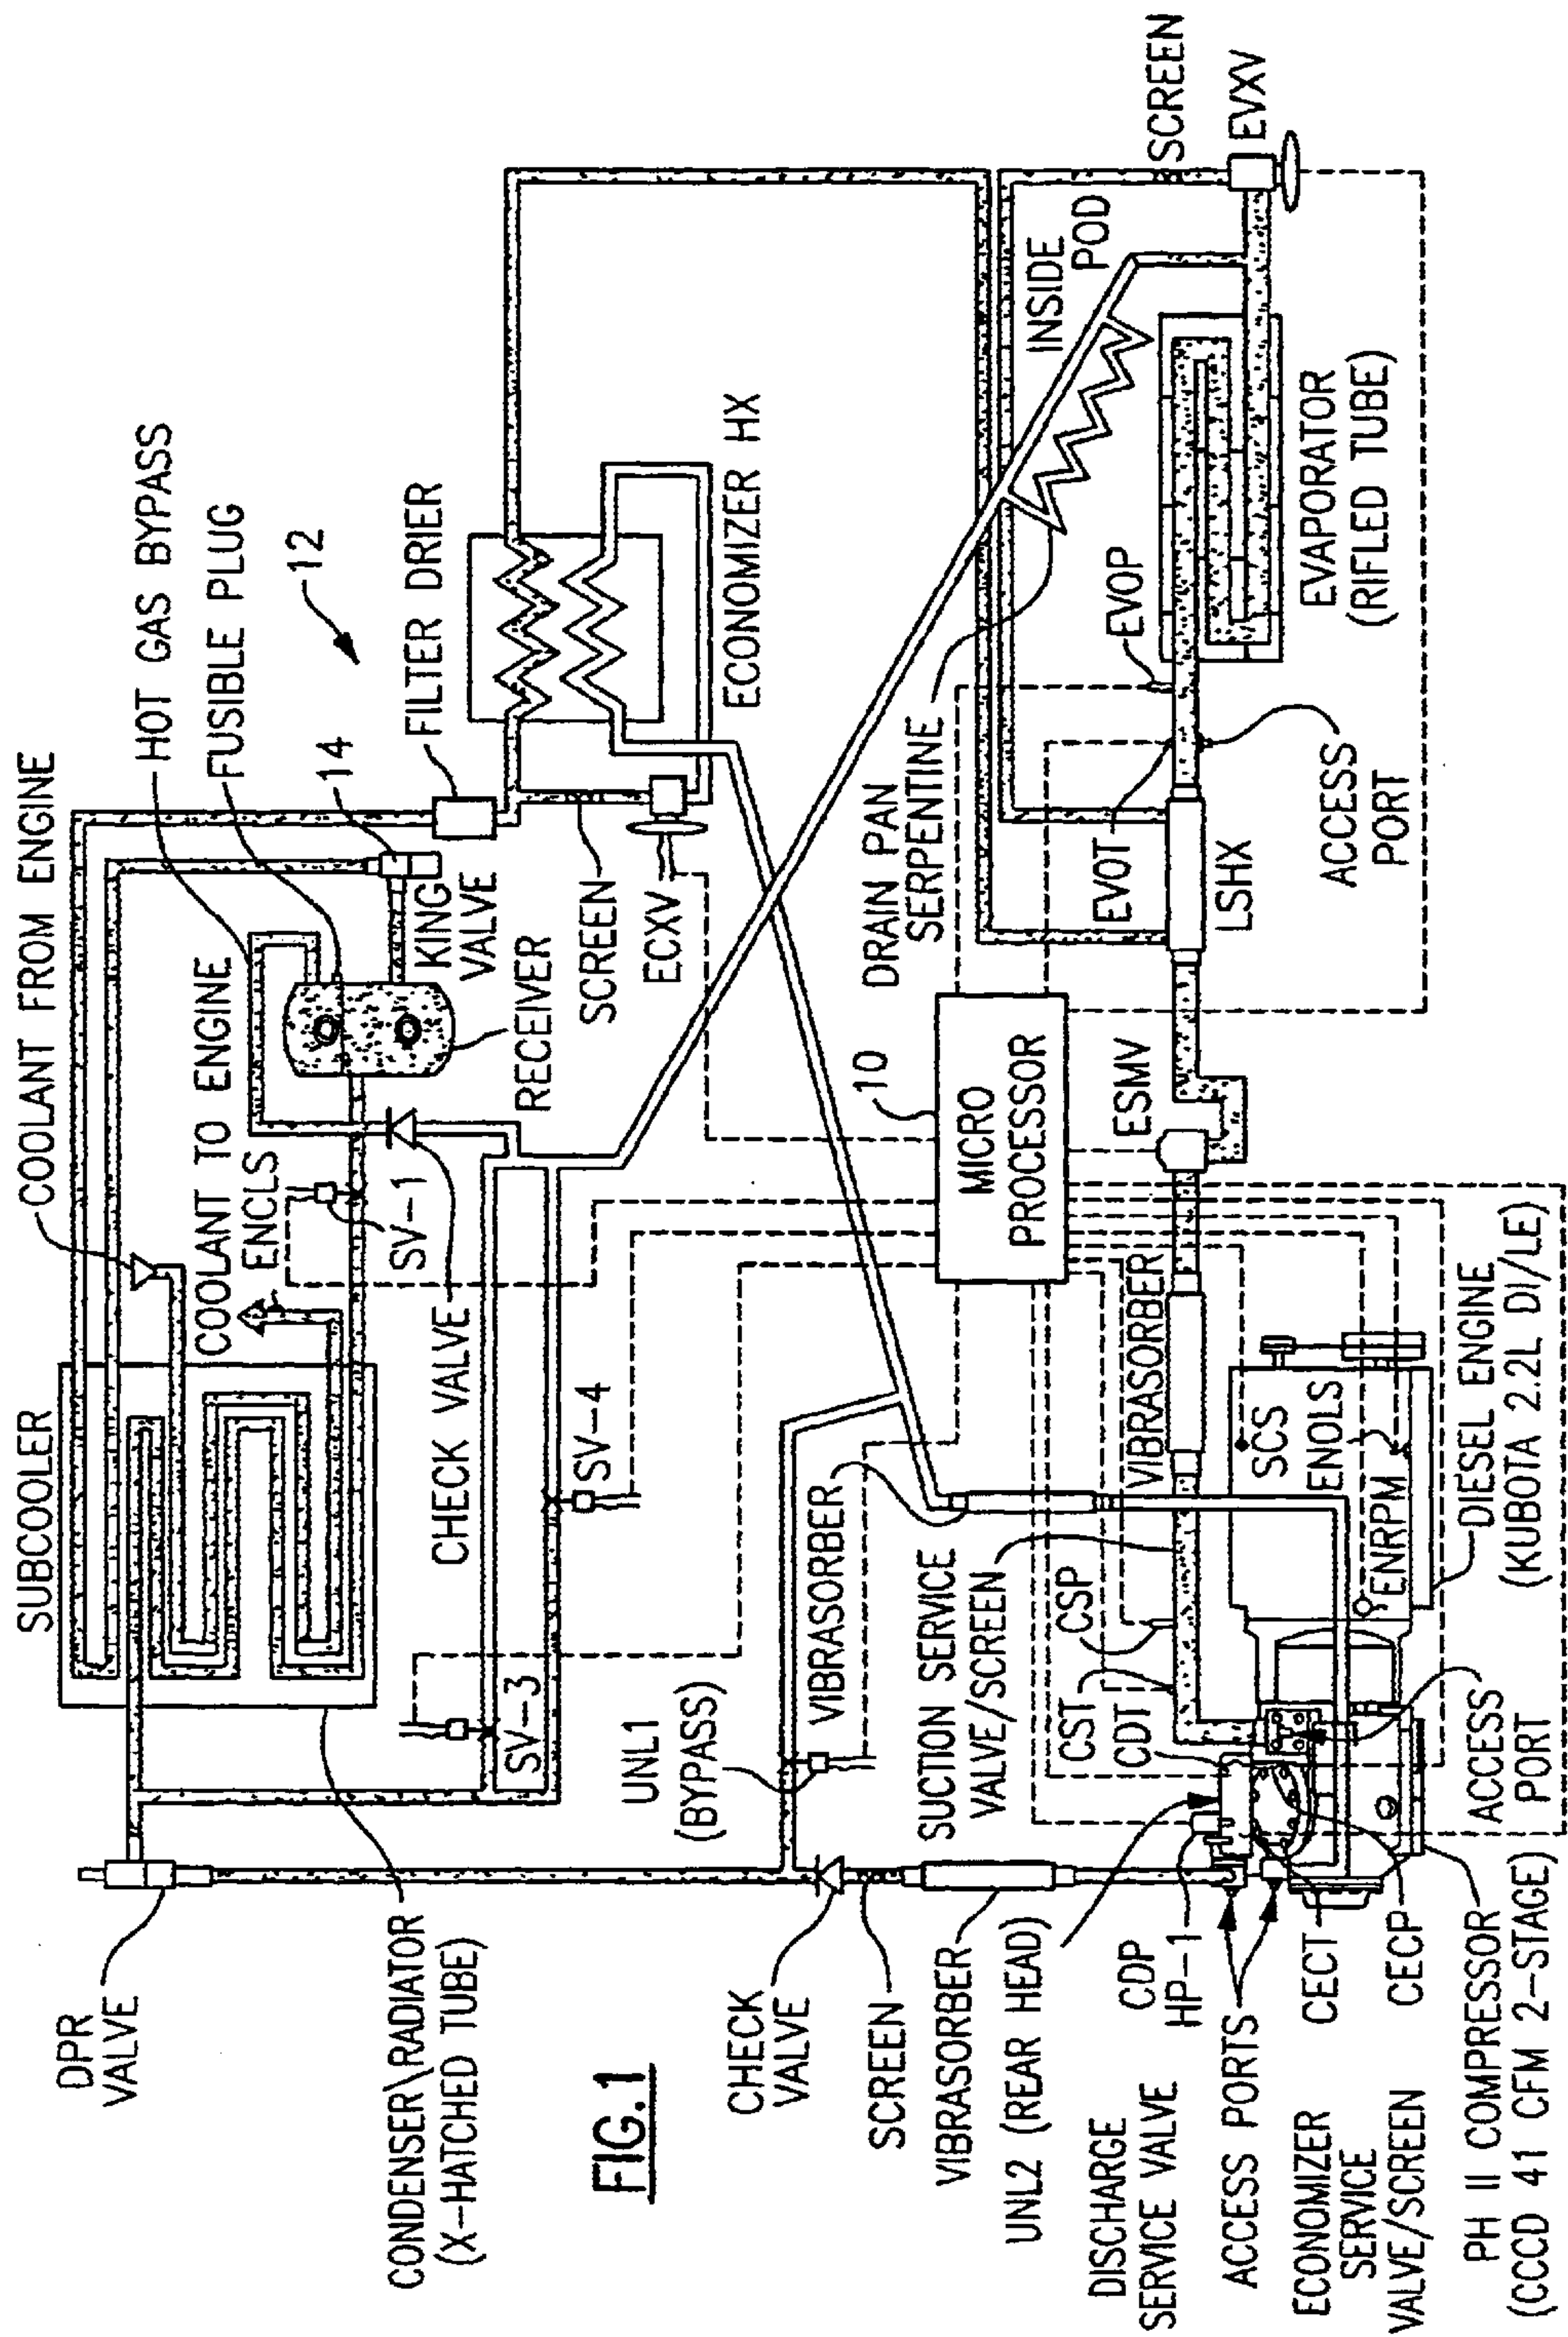 DPR
VALVE
SUBCOOLER
COOLANT FROM ENGINE
HOT GAS BYPASS
FUSIBLE PLUG
12
14
COOLANT TO ENGINE
ENCLS
SV-1
KING
VALVE
RECEIVER
FILTER DRIER
SCREEN
ECXV
ECONOMIZER HX
CONDENSER\RADIATOR
(X-HATCHED TUBE)
CHECK VALVE
SV-3
SV-4
FIG.1
UNL1
(BYPASS)
CHECK
VALVE
SCREEN
VIBRASORBER
VIBRASORBER
SUCTION SERVICE
VALVE/SCREEN
10
MICRO
PROCESSOR
DRAIN PAN
SERPENTINE
INSIDE
POD
SCREEN
EVXV
EVOP
EVOT
LSHX
ACCESS
PORT
EVAPORATOR
(RIFLED TUBE)
ESMV
VIBRASORBER
CSP
CST
CDT
UNL2 (REAR HEAD)
DISCHARGE
SERVICE VALVE
CDP
HP-1
ACCESS PORTS
ECONOMIZER
SERVICE
VALVE/SCREEN
CECT
CECP
PH II COMPRESSOR
(CCCD 41 CFM 2-STAGE)
ACCESS
PORT
SCS
ENOLS
ENRPM
DIESEL ENGINE
(KUBOTA 2.2L DI/LE)